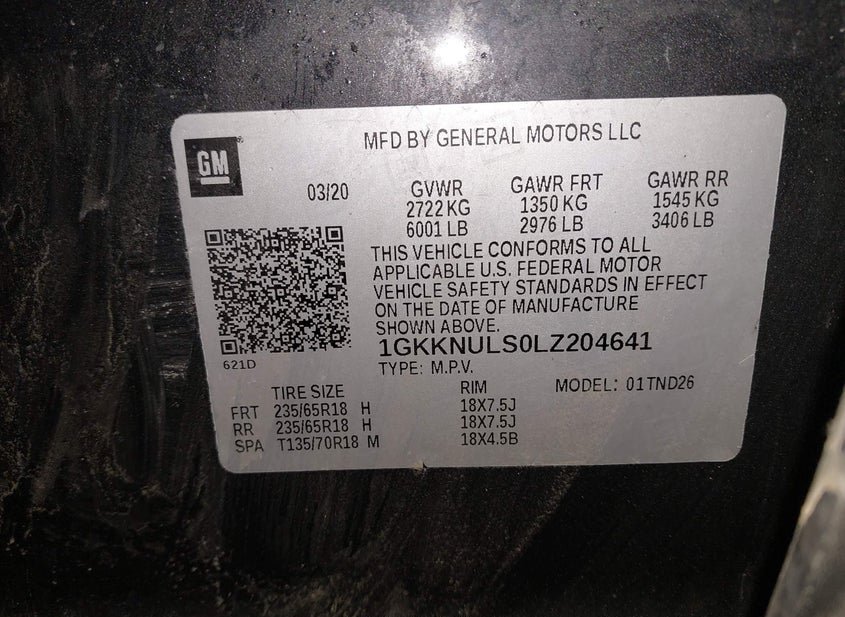 GM
MFD BY GENERAL MOTORS LLC
03/20 GVWR GAWR FRT GAWR RR
2722 KG 1350 KG 1545 KG
6001 LB 2976 LB 3406 LB
THIS VEHICLE CONFORMS TO ALL
APPLICABLE U.S. FEDERAL MOTOR
VEHICLE SAFETY STANDARDS IN EFFECT
ON THE DATE OF MANUFACTURE
SHOWN ABOVE.
1GKKNULS0LZ204641
621D
TYPE: M.P.V.
TIRE SIZE RIM MODEL: 01TND26
FRT 235/65R18 H 18X7.5J
RR 235/65R18 H 18X7.5J
SPA T135/70R18 M 18X4.5B